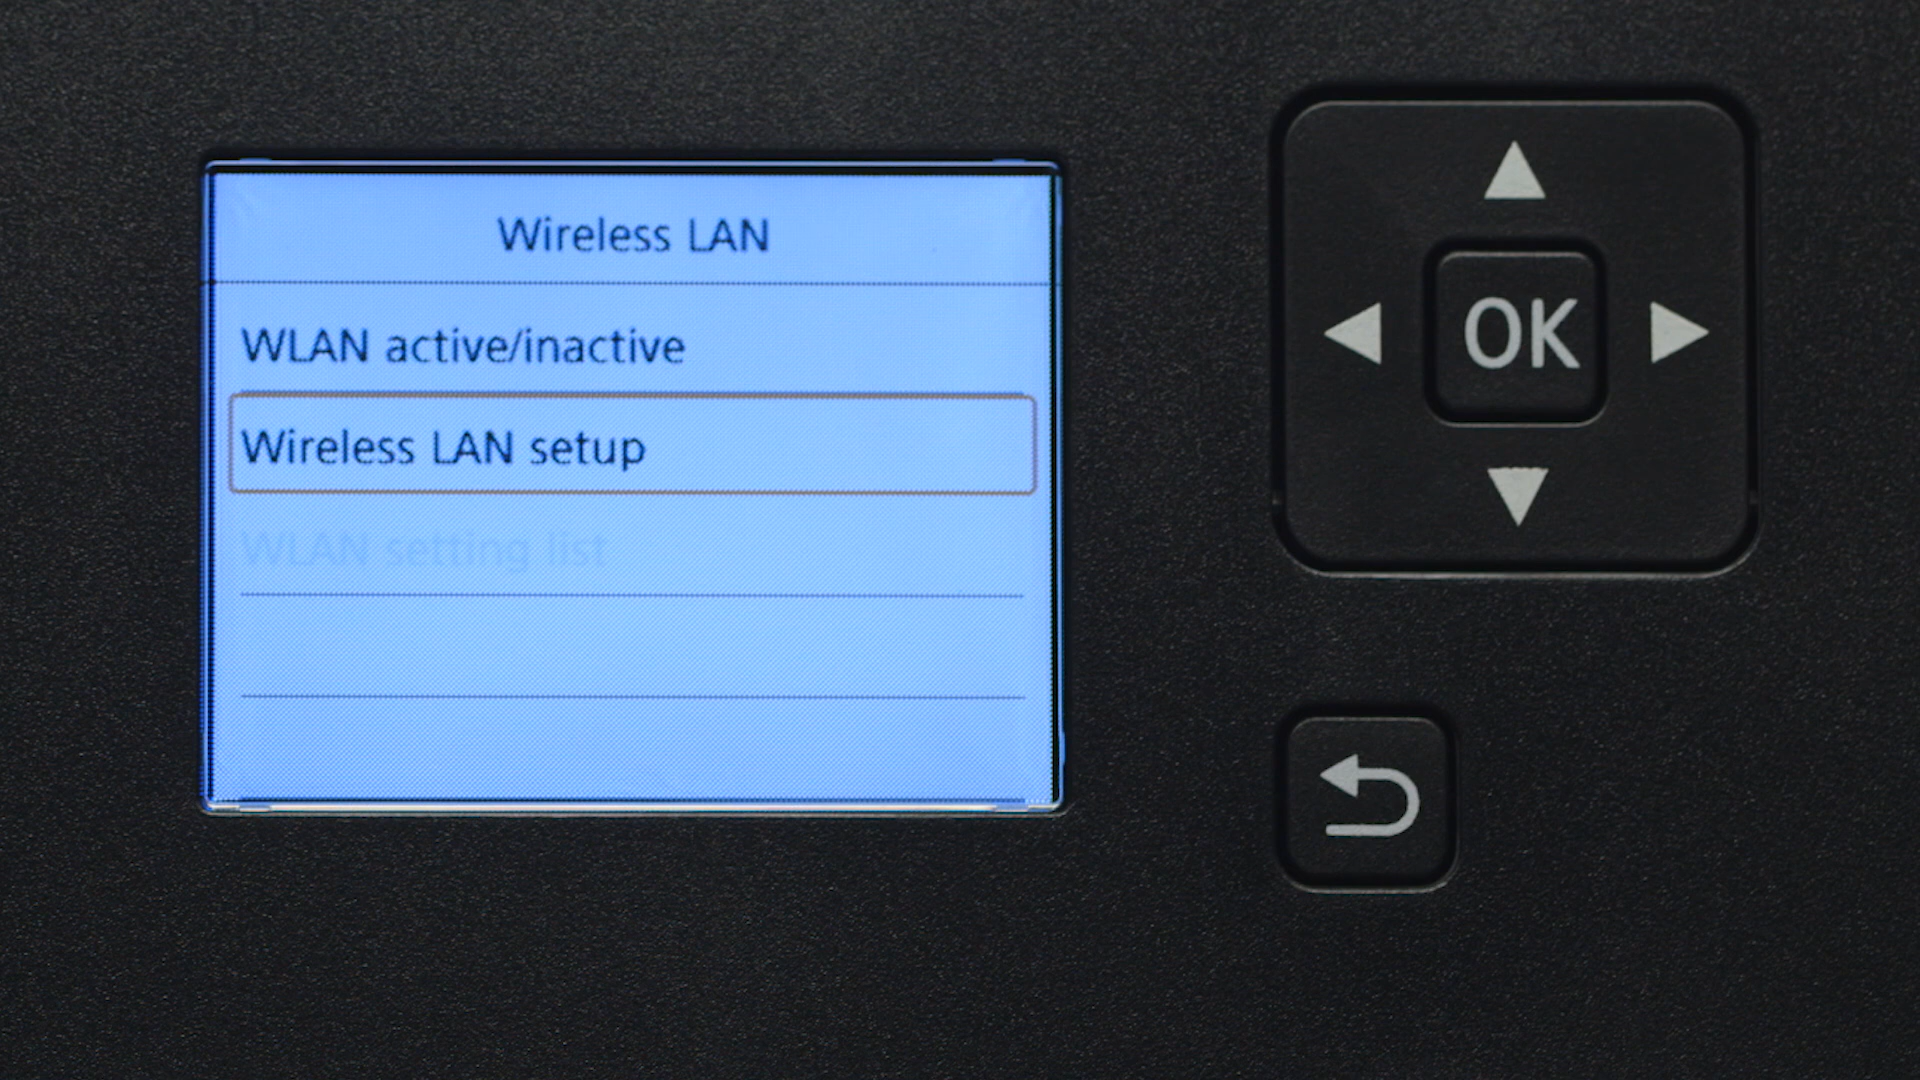 Wireless LAN
WLAN active/inactive
Wireless LAN setup
WLAN setting list
OK